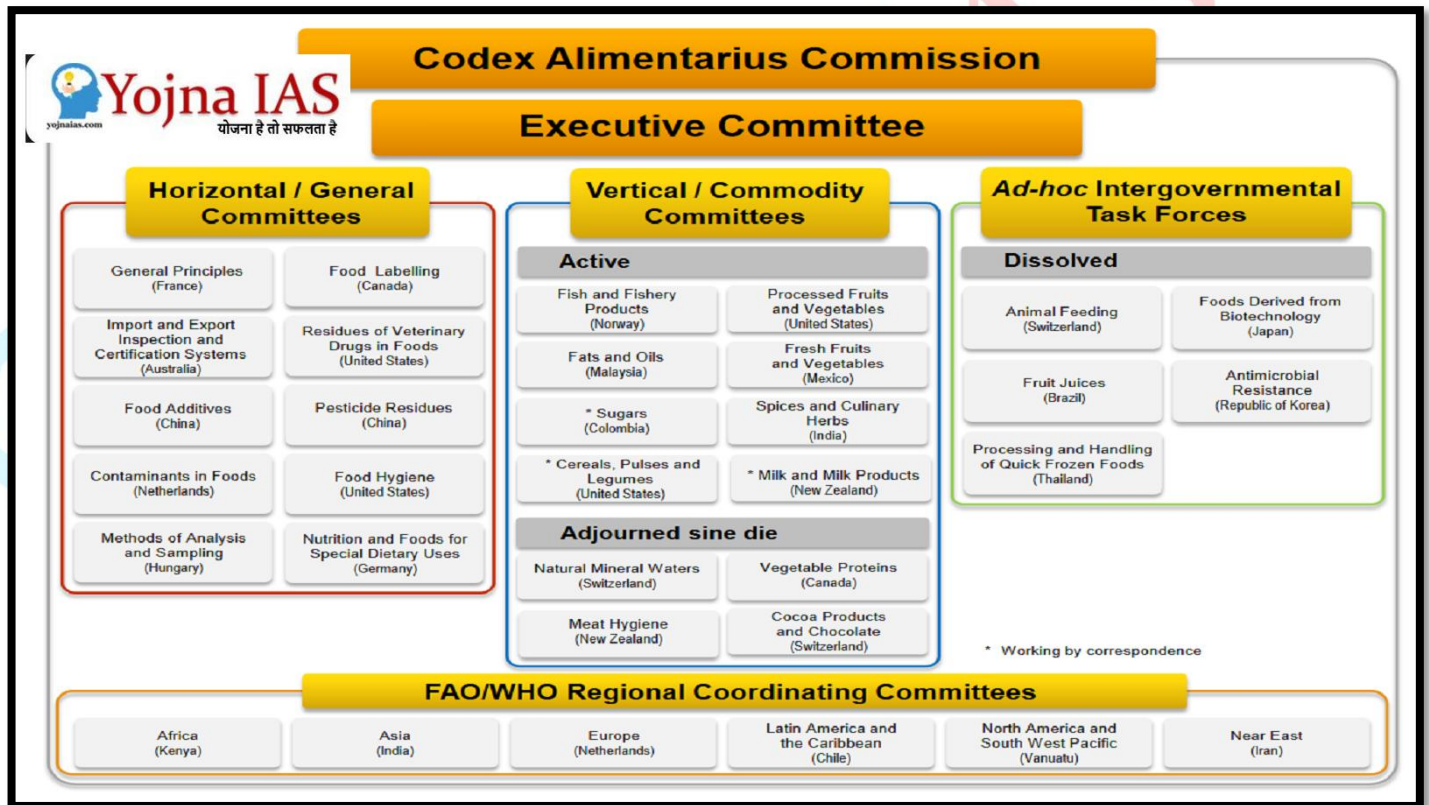 Codex Alimentarius Commission
Yojna IAS
yojnaias.com
योजना है तो सफलता है
Executive Committee
Horizontal / General
Committees
General Principles
(France)
Food Labelling
(Canada)
Import and Export
Inspection and
Certification Systems
(Australia)
Residues of Veterinary
Drugs in Foods
(United States)
Food Additives
(China)
Pesticide Residues
(China)
Contaminants in Foods
(Netherlands)
Food Hygiene
(United States)
Methods of Analysis
and Sampling
(Hungary)
Nutrition and Foods for
Special Dietary Uses
(Germany)
Vertical / Commodity
Committees
Active
Fish and Fishery
Products
(Norway)
Processed Fruits
and Vegetables
(United States)
Fats and Oils
(Malaysia)
Fresh Fruits
and Vegetables
(Mexico)
* Sugars
(Colombia)
Spices and Culinary
Herbs
(India)
* Cereals, Pulses and
Legumes
(United States)
* Milk and Milk Products
(New Zealand)
Adjourned sine die
Natural Mineral Waters
(Switzerland)
Vegetable Proteins
(Canada)
Meat Hygiene
(New Zealand)
Cocoa Products
and Chocolate
(Switzerland)
Ad-hoc Intergovernmental
Task Forces
Dissolved
Animal Feeding
(Switzerland)
Foods Derived from
Biotechnology
(Japan)
Fruit Juices
(Brazil)
Antimicrobial
Resistance
(Republic of Korea)
Processing and Handling
of Quick Frozen Foods
(Thailand)
* Working by correspondence
FAO/WHO Regional Coordinating Committees
Africa
(Kenya)
Asia
(India)
Europe
(Netherlands)
Latin America and
the Caribbean
(Chile)
North America and
South West Pacific
(Vanuatu)
Near East
(Iran)